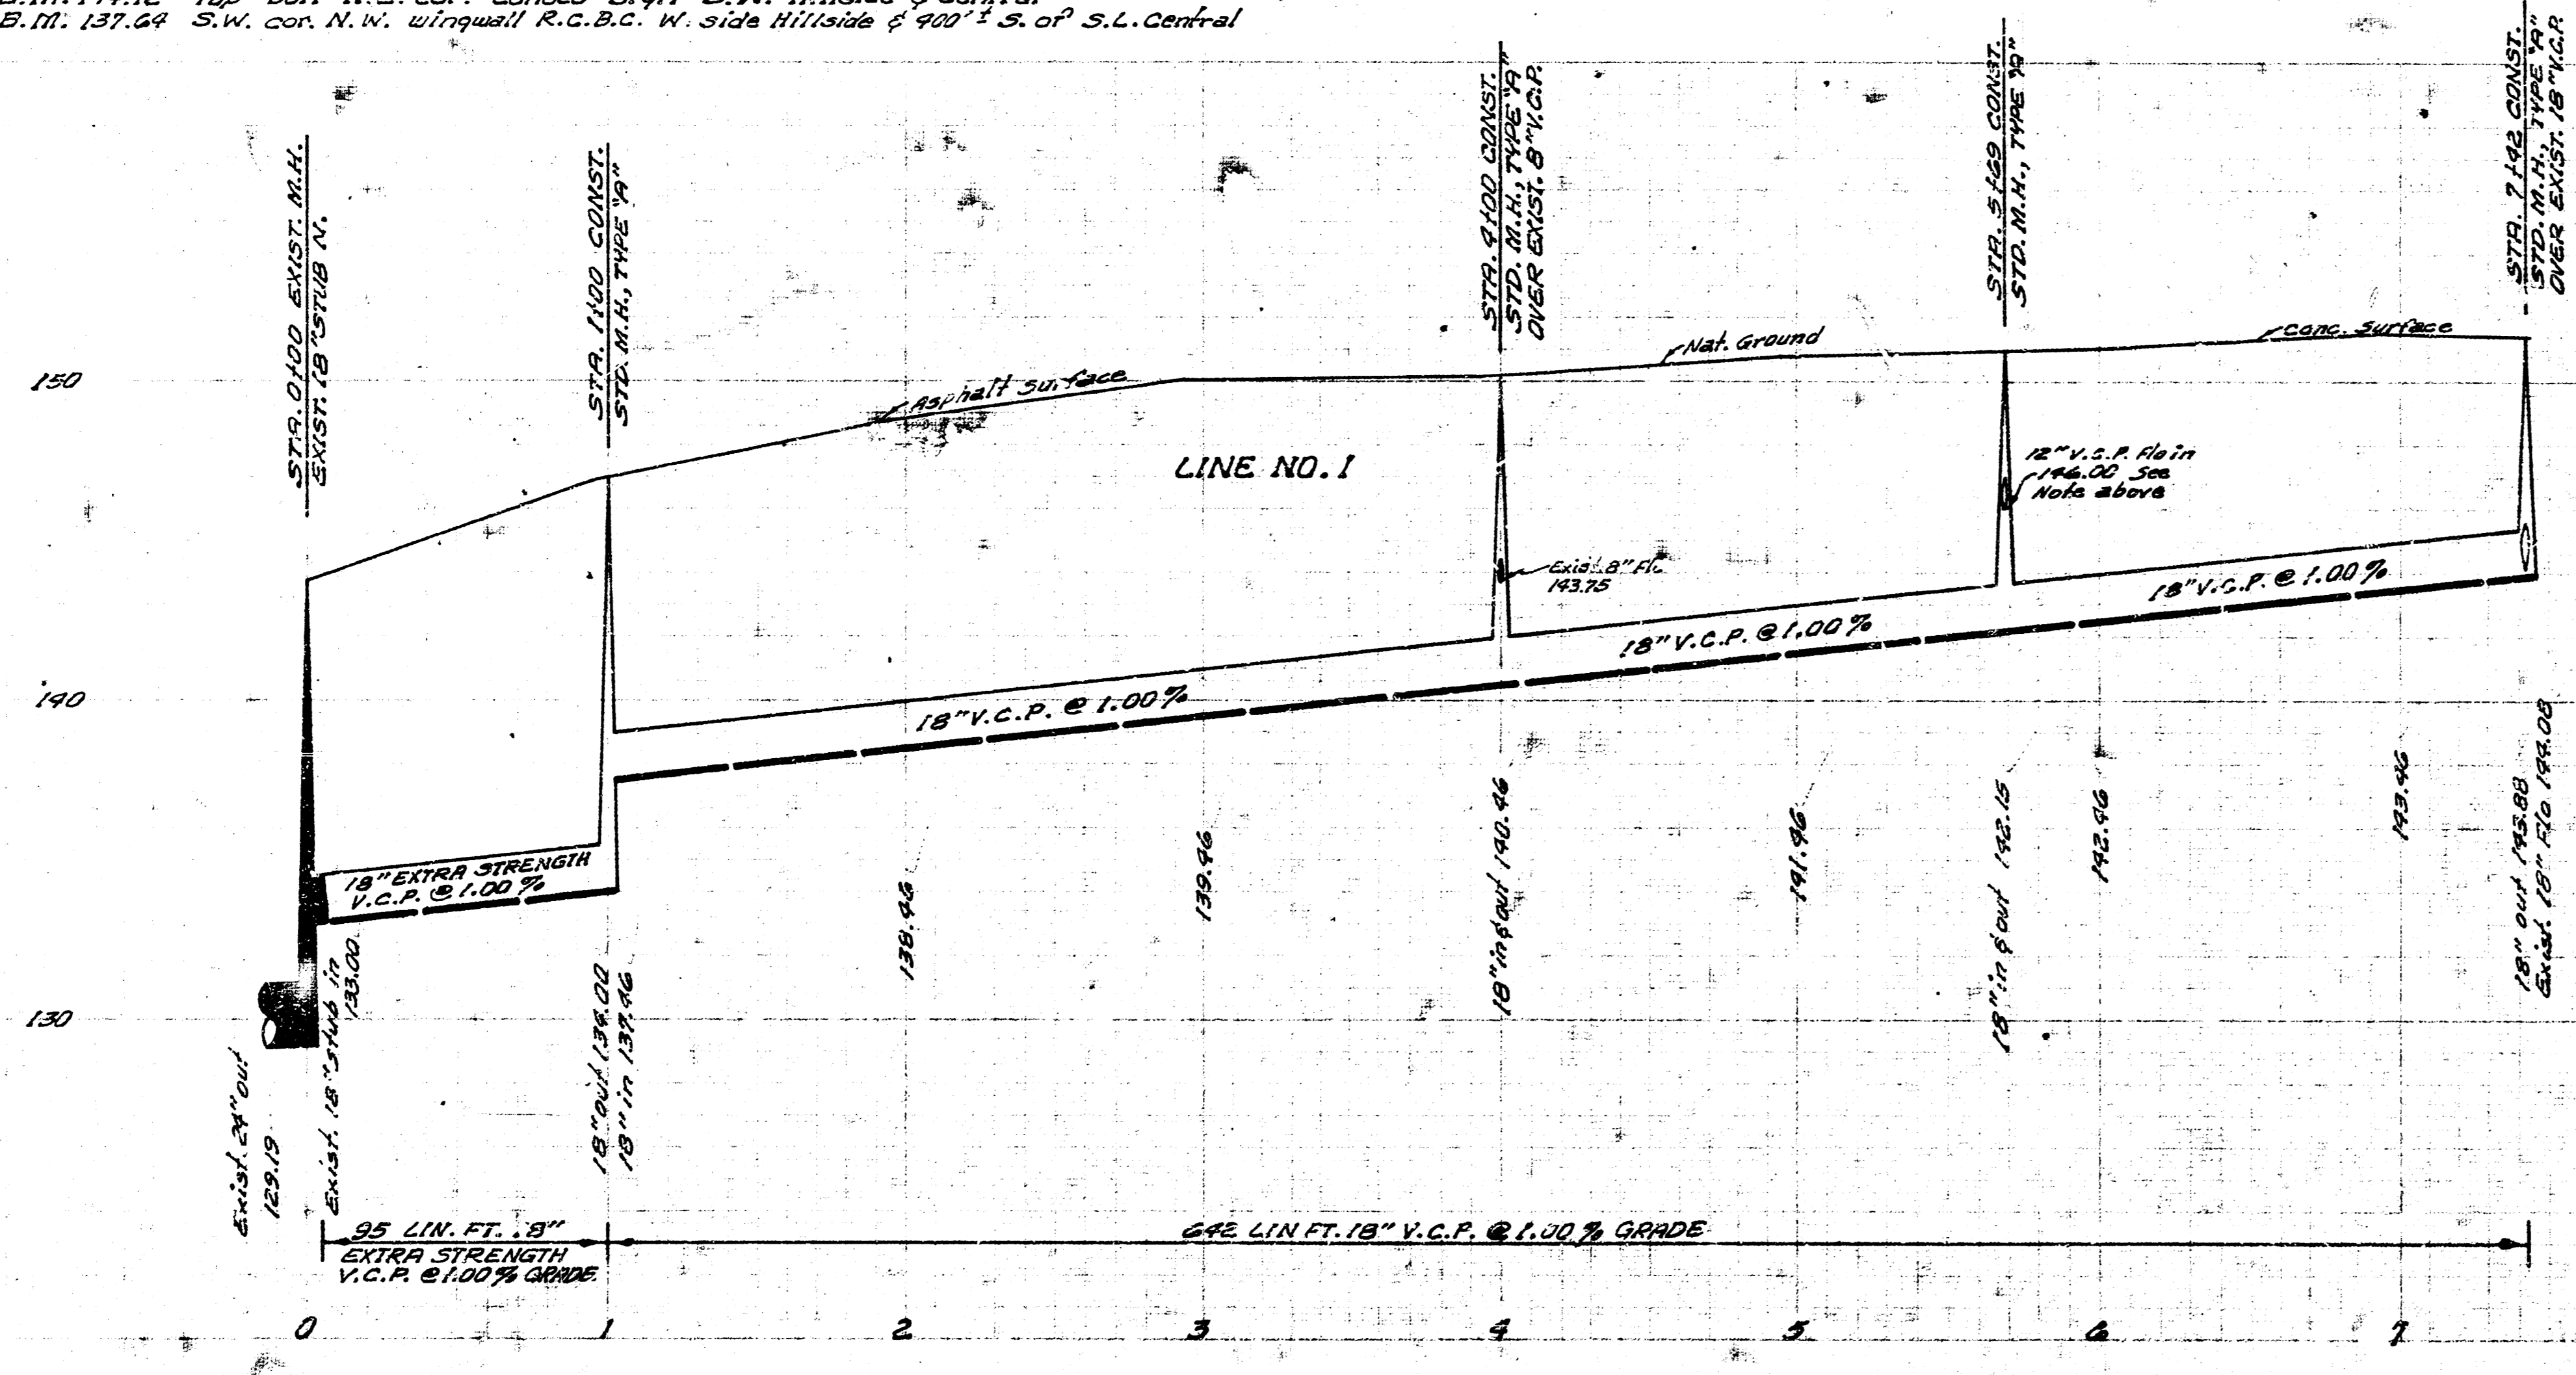 B.M. 137.64 S.W. cor. N.W. wingwall R.C.B.C. W. side Hillside & 400'± S. of S.L. Central
STA. 0+00 EXIST. M.H.
EXIST. 18" STUB N.
STA. 1+00 CONST.
STD. M.H., TYPE "A"
STA. 4+00 CONST.
STD. M.H., TYPE "A"
OVER EXIST. 8" V.C.P.
STA. 5+69 CONST.
STD. M.H., TYPE "A"
STA. 7+42 CONST.
STD. M.H., TYPE "A"
OVER EXIST. 18" V.C.P.
150
Asphalt Surface
Nat. Ground
Conc. Surface
LINE NO. 1
12" V.C.P. Flo in
146.00 See
Note above
Exist. 8" Fl.
143.75
18" V.C.P. @ 1.00%
18" V.C.P. @ 1.00%
18" V.C.P. @ 1.00%
140
18" EXTRA STRENGTH
V.C.P. @ 1.00%
130
Exist. 24" Out
129.19
Exist. 18" Stub in
133.00
18" out 134.00
18" in 137.46
138.46
139.46
18" in & out 140.46
141.46
18" in & out 142.15
142.46
143.46
18" out 143.88
Exist. 18" Flo 144.08
95 LIN. FT. 18"
EXTRA STRENGTH
V.C.P. @ 1.00% GRADE
642 LIN FT. 18" V.C.P. @ 1.00% GRADE
0 1 2 3 4 5 6 7